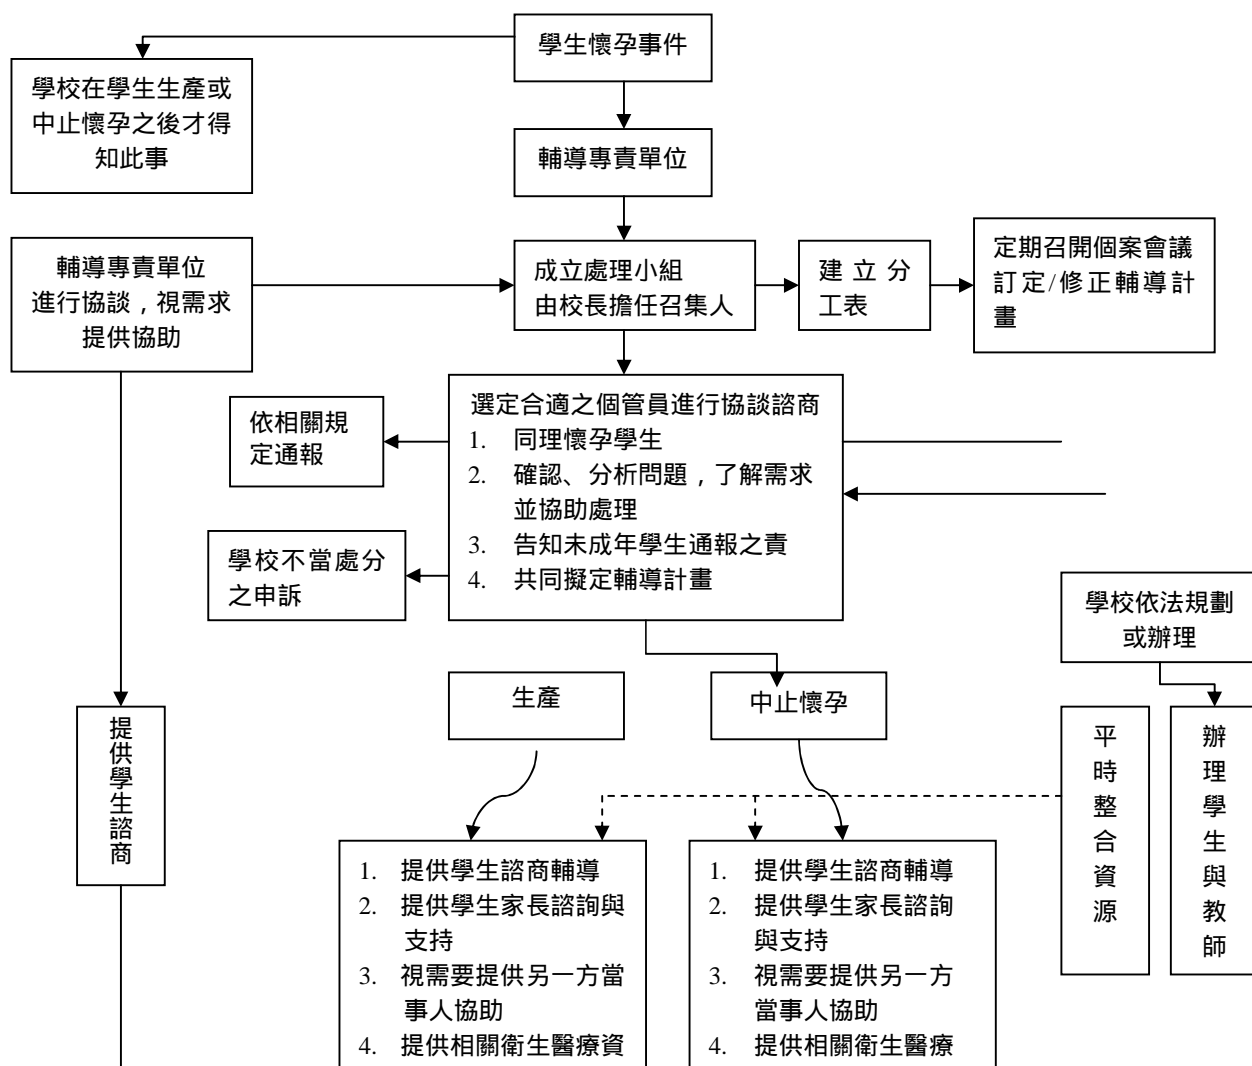 學生懷孕事件
學校在學生生產或
中止懷孕之後才得
知此事
輔導專責單位
輔導專責單位
進行協談，視需求
提供協助
成立處理小組
由校長擔任召集人
建立分
工表
定期召開個案會議
訂定/修正輔導計
畫
選定合適之個管員進行協談諮商
1. 同理懷孕學生
2. 確認、分析問題，了解需求
並協助處理
3. 告知未成年學生通報之責
4. 共同擬定輔導計畫
依相關規
定通報
學校不當處分
之申訴
學校依法規劃
或辦理
生產
中止懷孕
提供學生諮商
平時整合資源
辦理學生與教師
1. 提供學生諮商輔導
2. 提供學生家長諮詢與
支持
3. 視需要提供另一方當
事人協助
4. 提供相關衛生醫療資
1. 提供學生諮商輔導
2. 提供學生家長諮詢
與支持
3. 視需要提供另一方
當事人協助
4. 提供相關衛生醫療